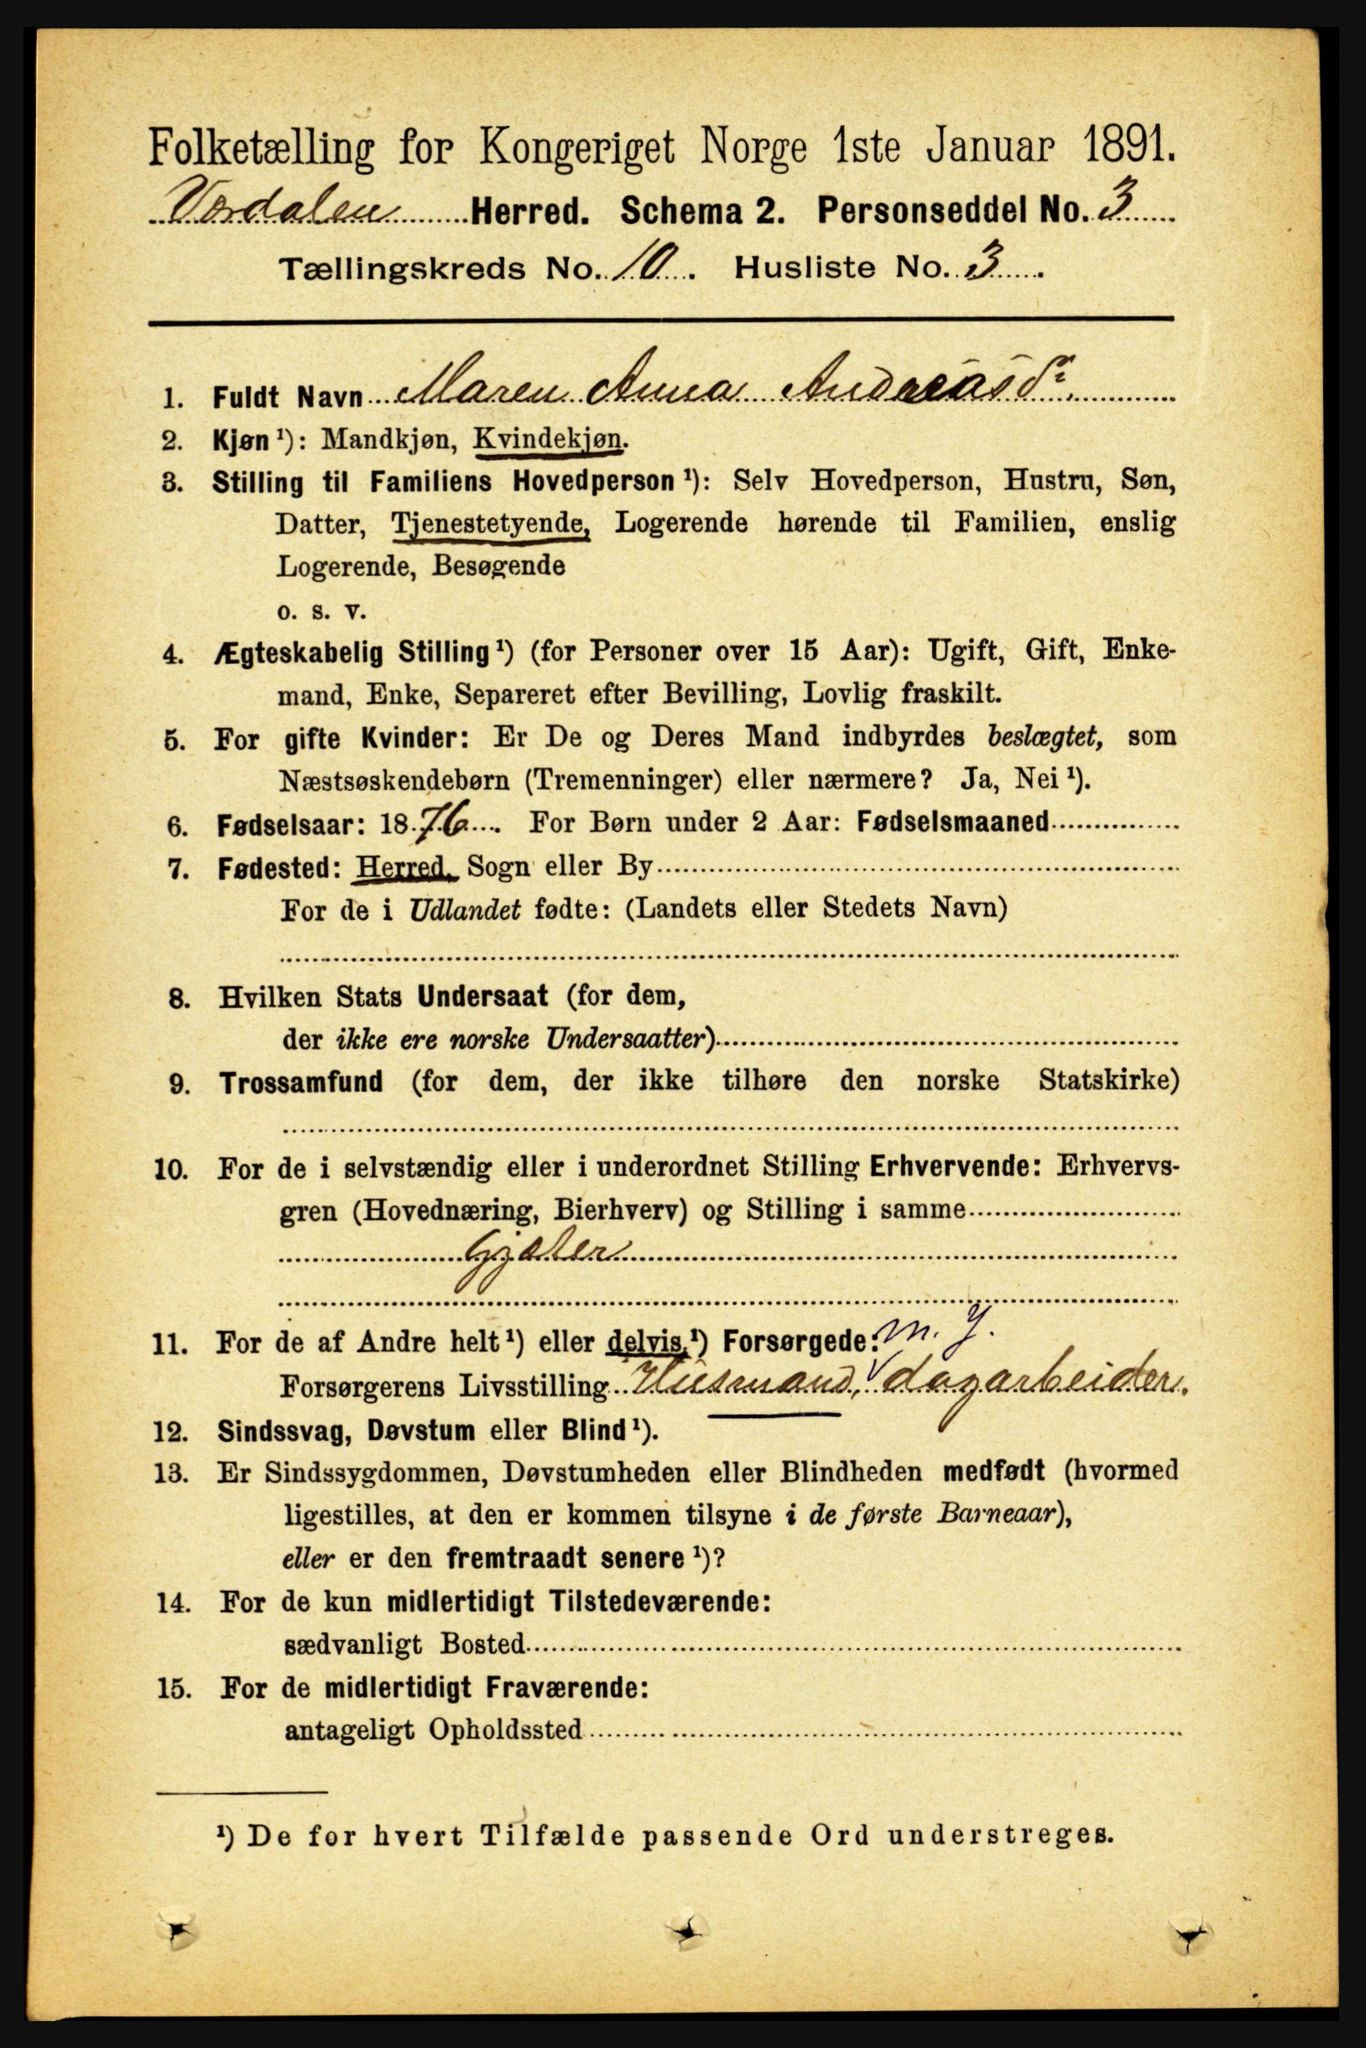 Folketælling for Kongeriget Norge 1ste Januar 1891.
Værdalen Herred. Schema 2. Personseddel No. 3
Tællingskreds No. 10. Husliste No. 3.
1. Fuldt Navn Maren Anna Andreasdr.
2. Kjøn ¹): Mandkjøn, Kvindekjøn.
3. Stilling til Familiens Hovedperson ¹): Selv Hovedperson, Hustru, Søn,
Datter, Tjenestetyende, Logerende hørende til Familien, enslig
Logerende, Besøgende
o. s. v.
4. Ægteskabelig Stilling ¹) (for Personer over 15 Aar): Ugift, Gift, Enke-
mand, Enke, Separeret efter Bevilling, Lovlig fraskilt.
5. For gifte Kvinder: Er De og Deres Mand indbyrdes beslægtet, som
Næstsøskendebørn (Tremenninger) eller nærmere? Ja, Nei ¹).
6. Fødselsaar: 1876. For Børn under 2 Aar: Fødselsmaaned
7. Fødested: Herred, Sogn eller By
For de i Udlandet fødte: (Landets eller Stedets Navn)
8. Hvilken Stats Undersaat (for dem,
der ikke ere norske Undersaatter)
9. Trossamfund (for dem, der ikke tilhøre den norske Statskirke)
10. For de i selvstændig eller i underordnet Stilling Erhvervende: Erhvervs-
gren (Hovednæring, Bierhverv) og Stilling i samme
Gjæter
11. For de af Andre helt ¹) eller delvis ¹) Forsørgede: m. J.
Forsørgerens Livsstilling Husmand, dagarbeider.
12. Sindssvag, Døvstum eller Blind ¹).
13. Er Sindssygdommen, Døvstumheden eller Blindheden medfødt (hvormed
ligestilles, at den er kommen tilsyne i de første Barneaar),
eller er den fremtraadt senere ¹)?
14. For de kun midlertidigt Tilstedeværende:
sædvanligt Bosted
15. For de midlertidigt Fraværende:
antageligt Opholdssted
¹) De for hvert Tilfælde passende Ord understreges.